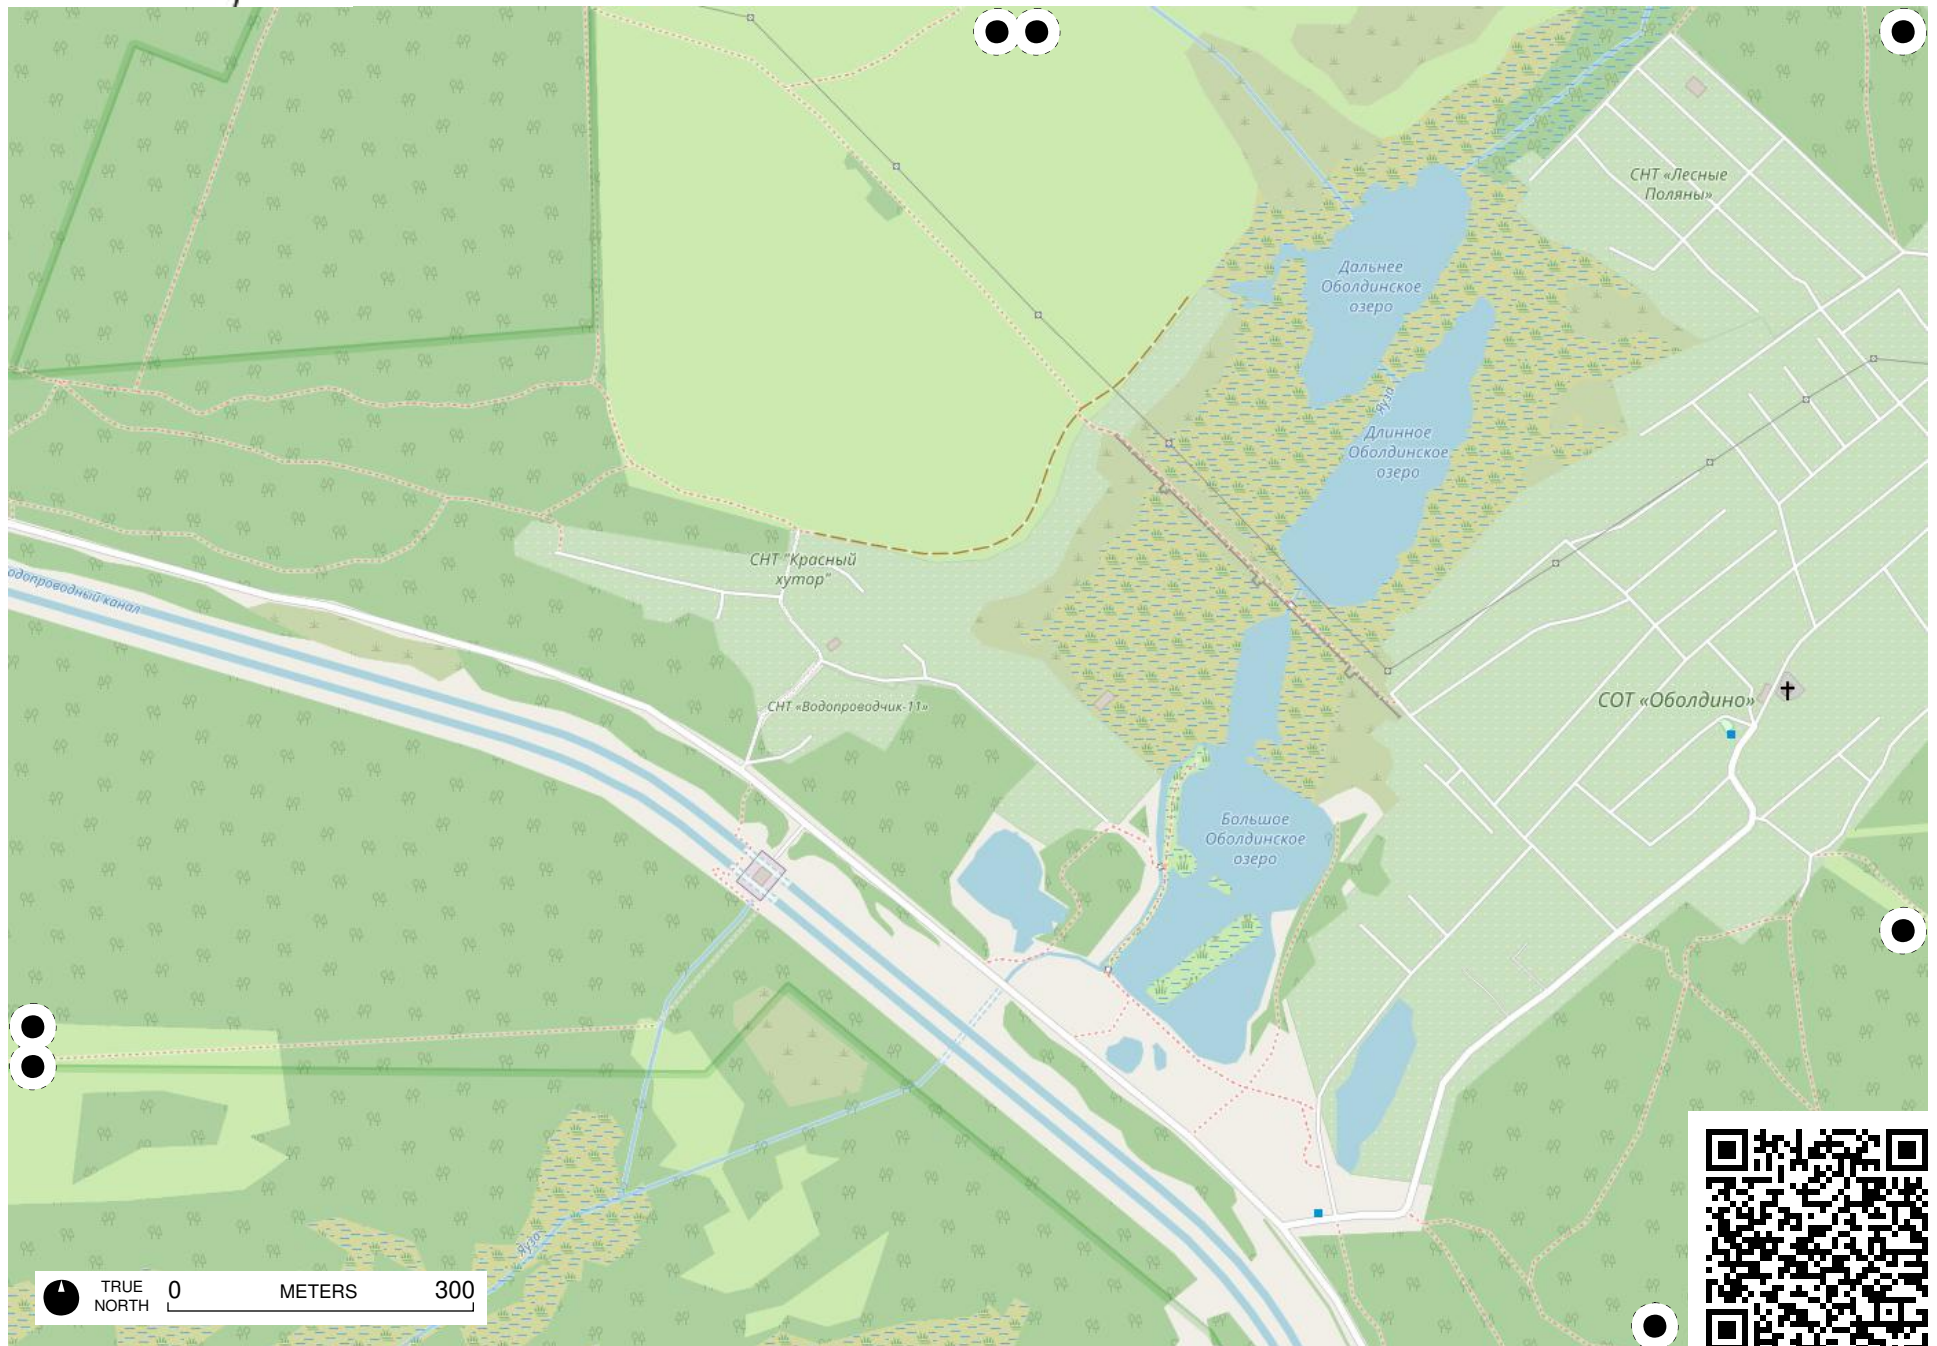 СНТ «Лесные
Поляны»
Дальнее
Оболдинское
озеро
Яуза
Длинное
Оболдинское
озеро
СНТ "Красный
хутор"
одопроводный канал
СОТ «Оболдино»
СНТ «Водопроводчик-11»
Большое
Оболдинское
озеро
Яуза
TRUE
NORTH
0 METERS 300